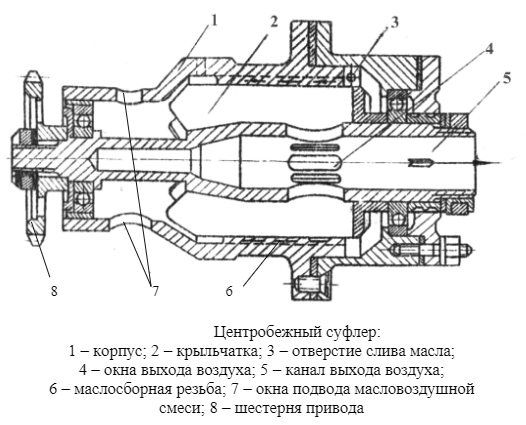 1
2
3
4
5
6
7
8
Центробежный суфлер:
1 – корпус; 2 – крыльчатка; 3 – отверстие слива масла;
4 – окна выхода воздуха; 5 – канал выхода воздуха;
6 – маслосборная резьба; 7 – окна подвода масловоздушной
смеси; 8 – шестерня привода